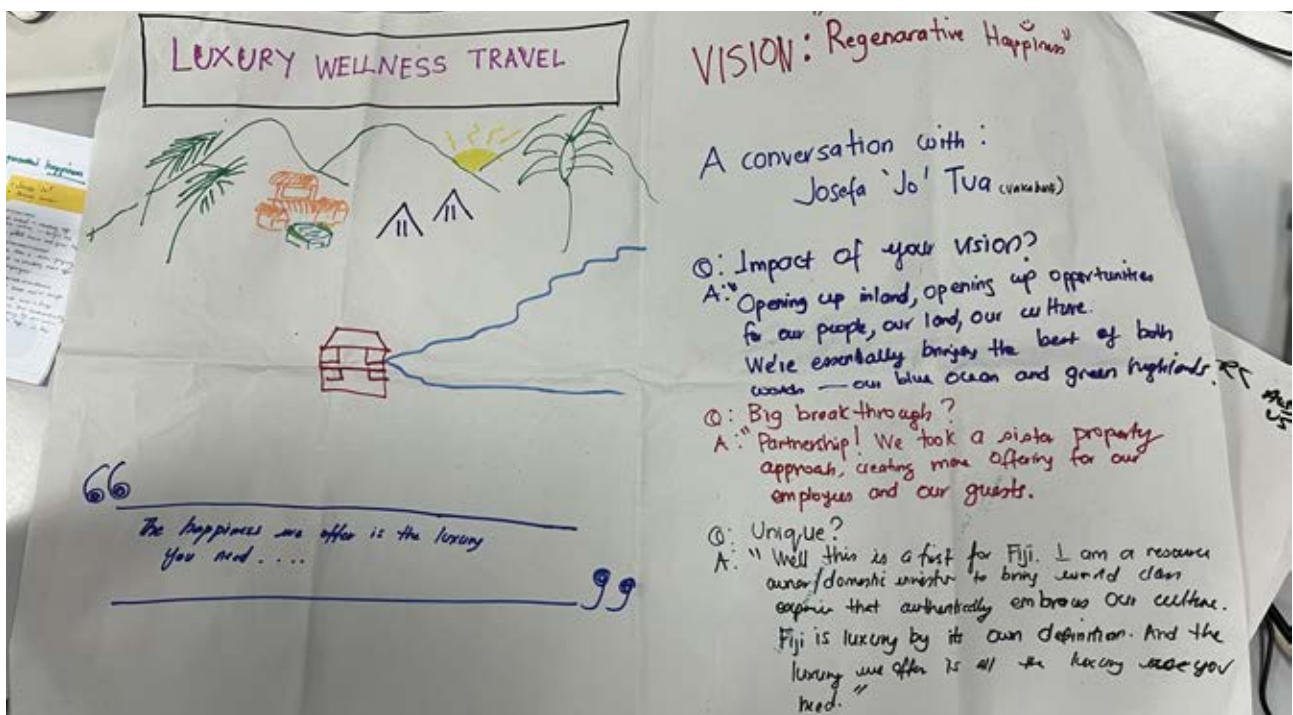 LUXURY WELLNESS TRAVEL
66
The happiness we offer is the luxury
you need....
99
VISION: "Regenarative Happiness"
A conversation with:
Josefa 'Jo' Tua
Q: Impact of your vision?
A: "Opening up inland, opening up opportunities
for our people, our land, our culture.
We're essentially the best of both
— our blue ocean and green highlands.
Q: Big breakthrough?
A: "Partnership! We took a sister property
approach, creating more offering for our
employees and our guests.
Q: Unique?
A: "Well this is a first for Fiji. I am a resource
owner/domestic investor to bring world class
that authentically our culture.
Fiji is luxury by its own definition. And the
luxury we offer is all the luxury you
need."